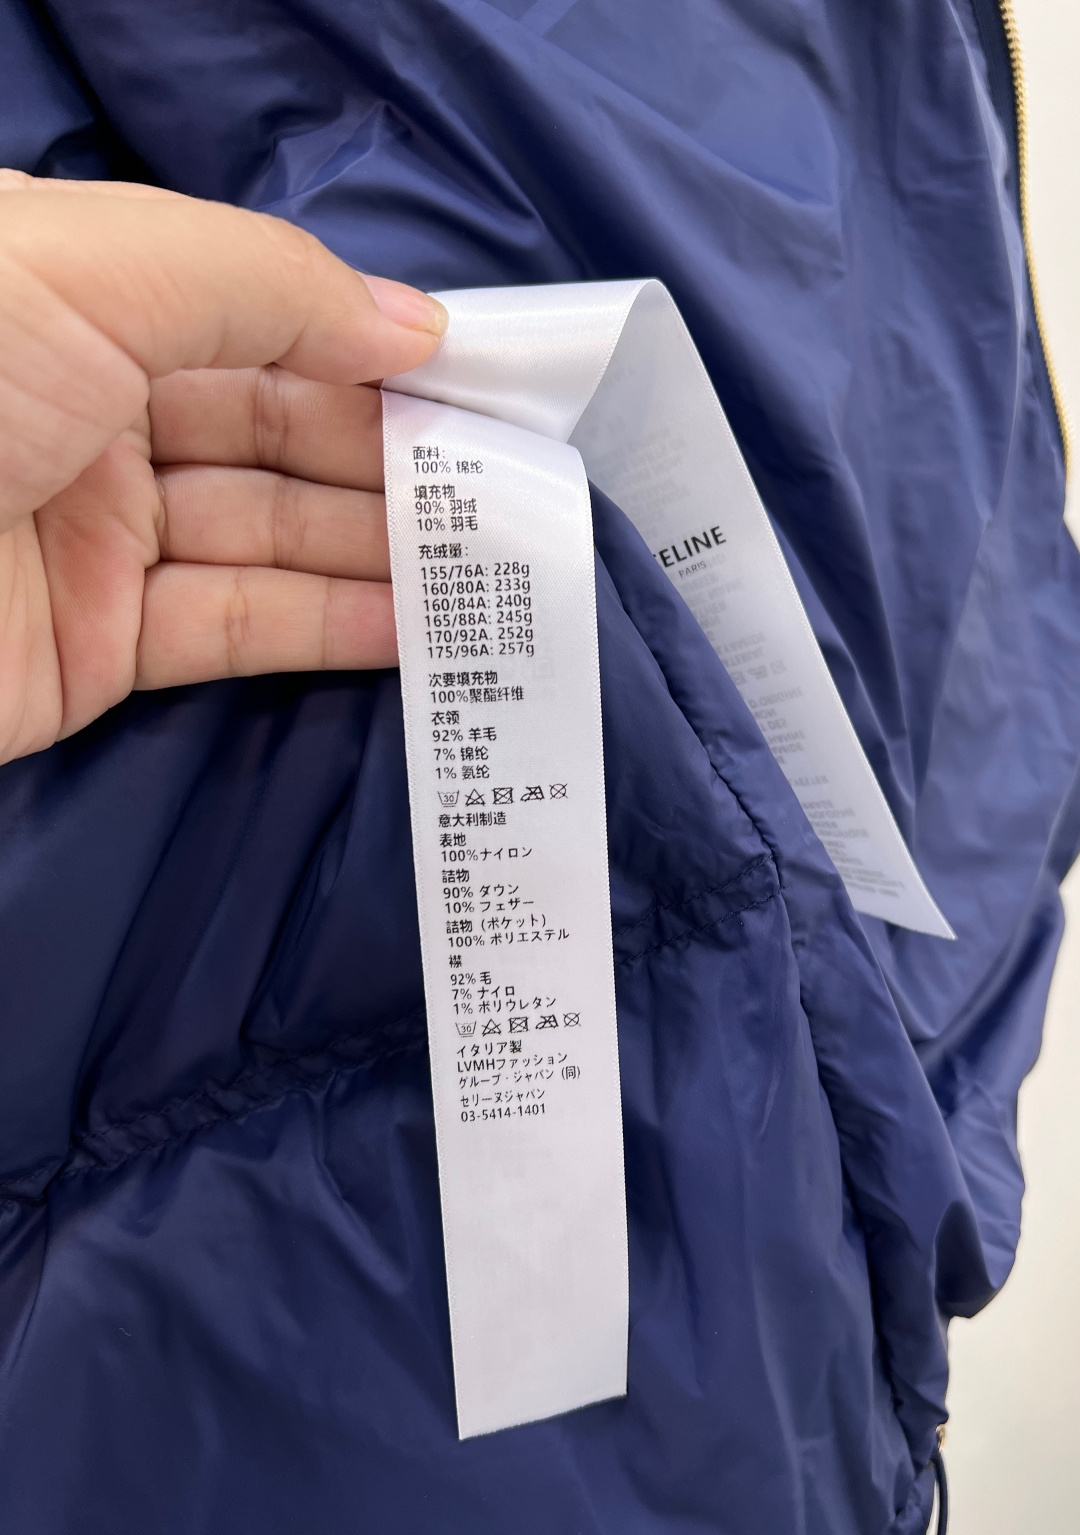 面料:
100% 锦纶
填充物
90% 羽绒
10% 羽毛
充绒量:
155/76A: 228g
160/80A: 233g
160/84A: 240g
165/88A: 245g
170/92A. 252g
175/96A: 257g
次要填充物
100%聚酯纤维
衣领
92% 羊毛
7% 锦纶
1% 氨纶
30
意大利制造
表地
100%ナイロン
詰物
90% ダウン
10% フェザー
詰物（ポケット）
100% ポリエステル
襟
92% 毛
7% ナイロ
1% ポリウレタン
30
イタリア製
LVMHファッション
グループ・ジャパン (同)
セリーヌジャパン
03-5414-1401
ELINE
PARIS